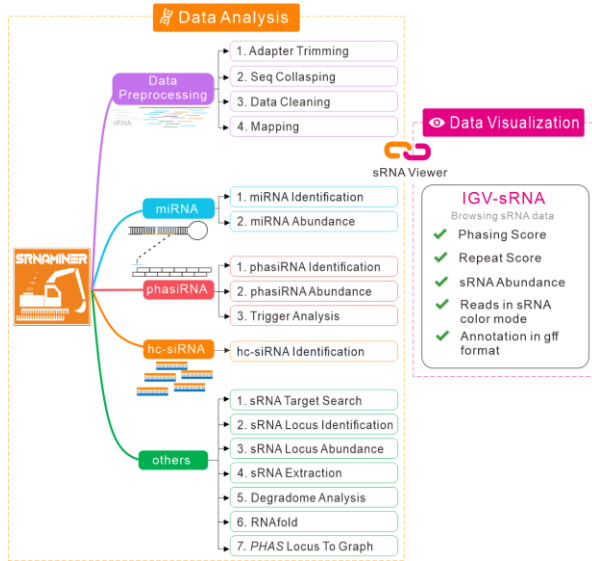 Data Analysis
Data
Preprocessing
rRNA
1. Adapter Trimming
2. Seq Collasping
3. Data Cleaning
4. Mapping
miRNA
1. miRNA Identification
2. miRNA Abundance
SRNAMINER
phasiRNA
1. phasiRNA Identification
2. phasiRNA Abundance
3. Trigger Analysis
hc-siRNA
hc-siRNA Identification
others
1. sRNA Target Search
2. sRNA Locus Identification
3. sRNA Locus Abundance
4. sRNA Extraction
5. Degradome Analysis
6. RNAfold
7. PHAS Locus To Graph
sRNA Viewer
Data Visualization
IGV-sRNA
Browsing sRNA data
Phasing Score
Repeat Score
sRNA Abundance
Reads in sRNA
color mode
Annotation in gff
format